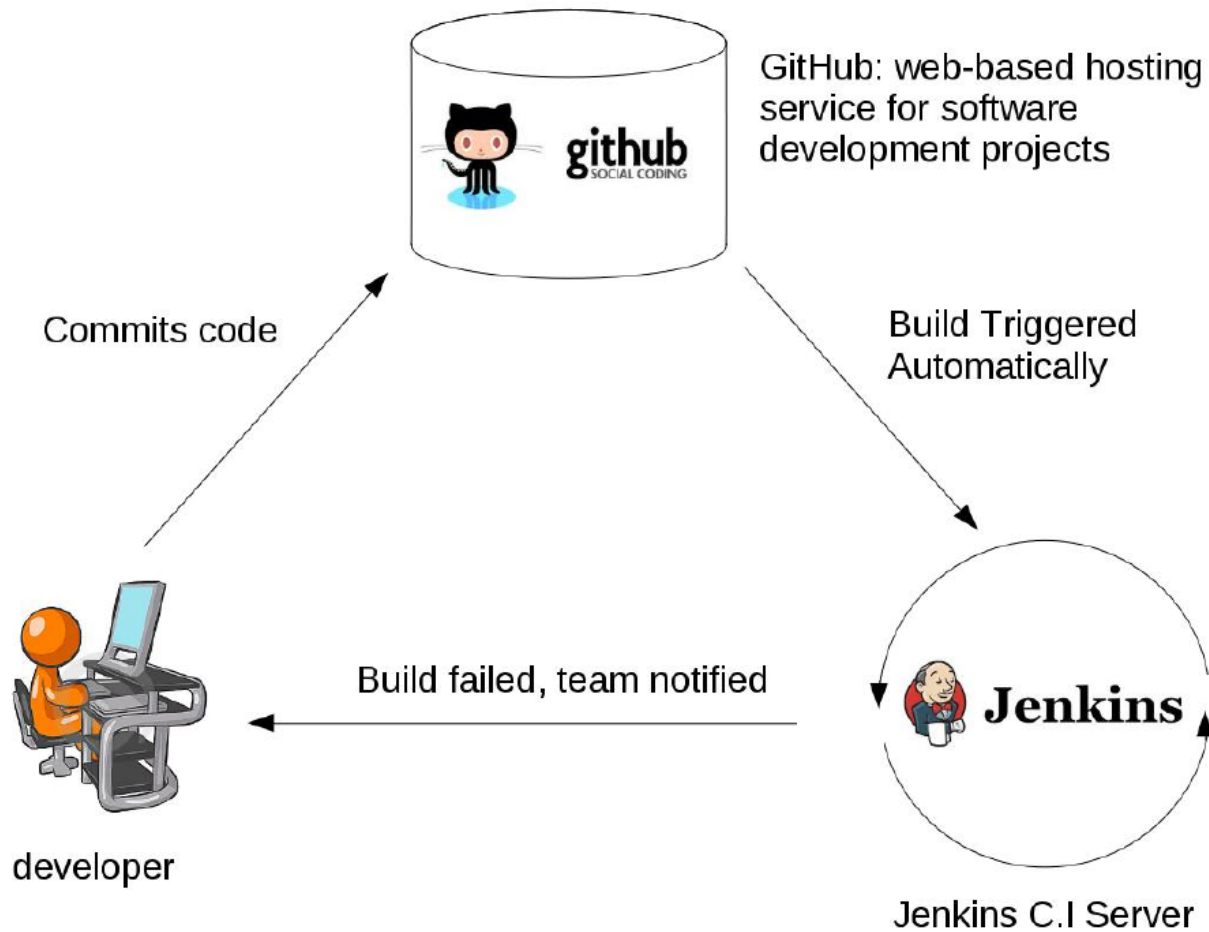 GitHub: web-based hosting
service for software
development projects
github
SOCIAL CODING
Commits code
Build Triggered
Automatically
Build failed, team notified
Jenkins
developer
Jenkins C.I Server